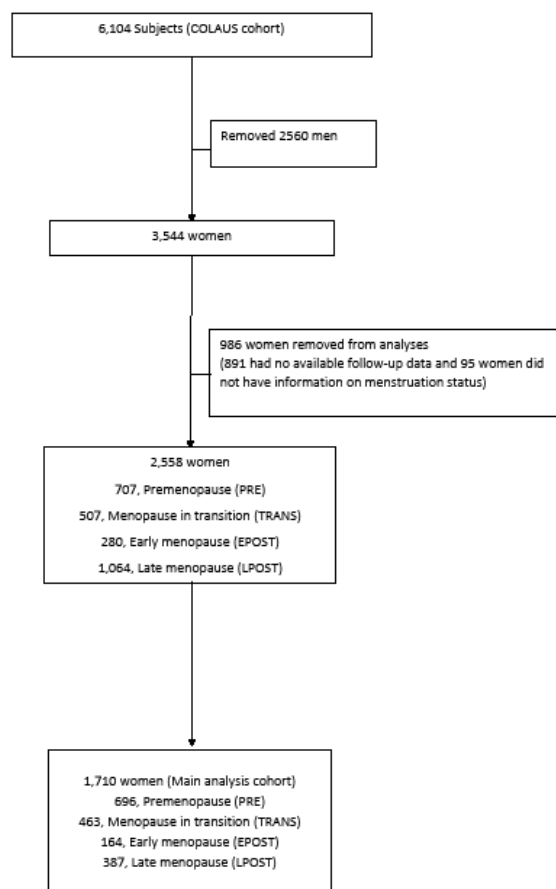 6,104 Subjects (COLAUS cohort)
Removed 2560 men
3,544 women
986 women removed from analyses
(891 had no available follow-up data and 95 women did
not have information on menstruation status)
2,558 women
707, Premenopause (PRE)
507, Menopause in transition (TRANS)
280, Early menopause (EPOST)
1,064, Late menopause (LPOST)
1,710 women (Main analysis cohort)
696, Premenopause (PRE)
463, Menopause in transition (TRANS)
164, Early menopause (EPOST)
387, Late menopause (LPOST)